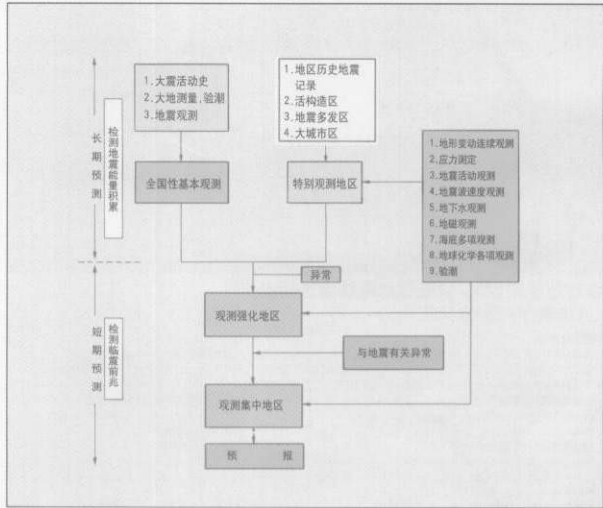 1.大震活动史
2.大地测量,验潮
3.地震观测
1.地区历史地震
记录
2.活构造区
3.地震多发区
4.大城市区
1.地形变动连续观测
2.应力测定
3.地震活动观测
4.地震波速度观测
5.地下水观测
6.地磁观测
7.海底多项观测
8.地球化学各项观测
9.验潮
长期预测
检测地震能量积累
全国性基本观测
特别观测地区
异常
观测强化地区
短期预测
检测临震前兆
与地震有关异常
观测集中地区
预 报